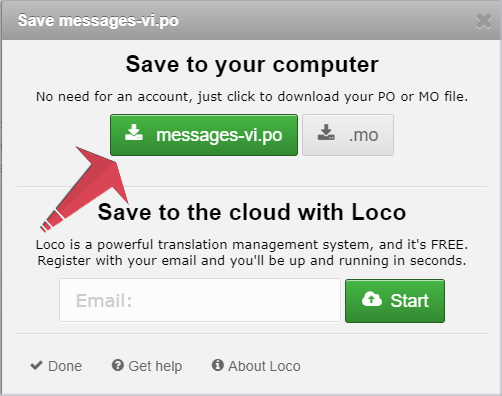 Save messages-vi.po
Save to your computer
No need for an account, just click to download your PO or MO file.
messages-vi.po
.mo
Save to the cloud with Loco
Loco is a powerful translation management system, and it's FREE.
Register with your email and you'll be up and running in seconds.
Email:
Start
Done
Get help
About Loco